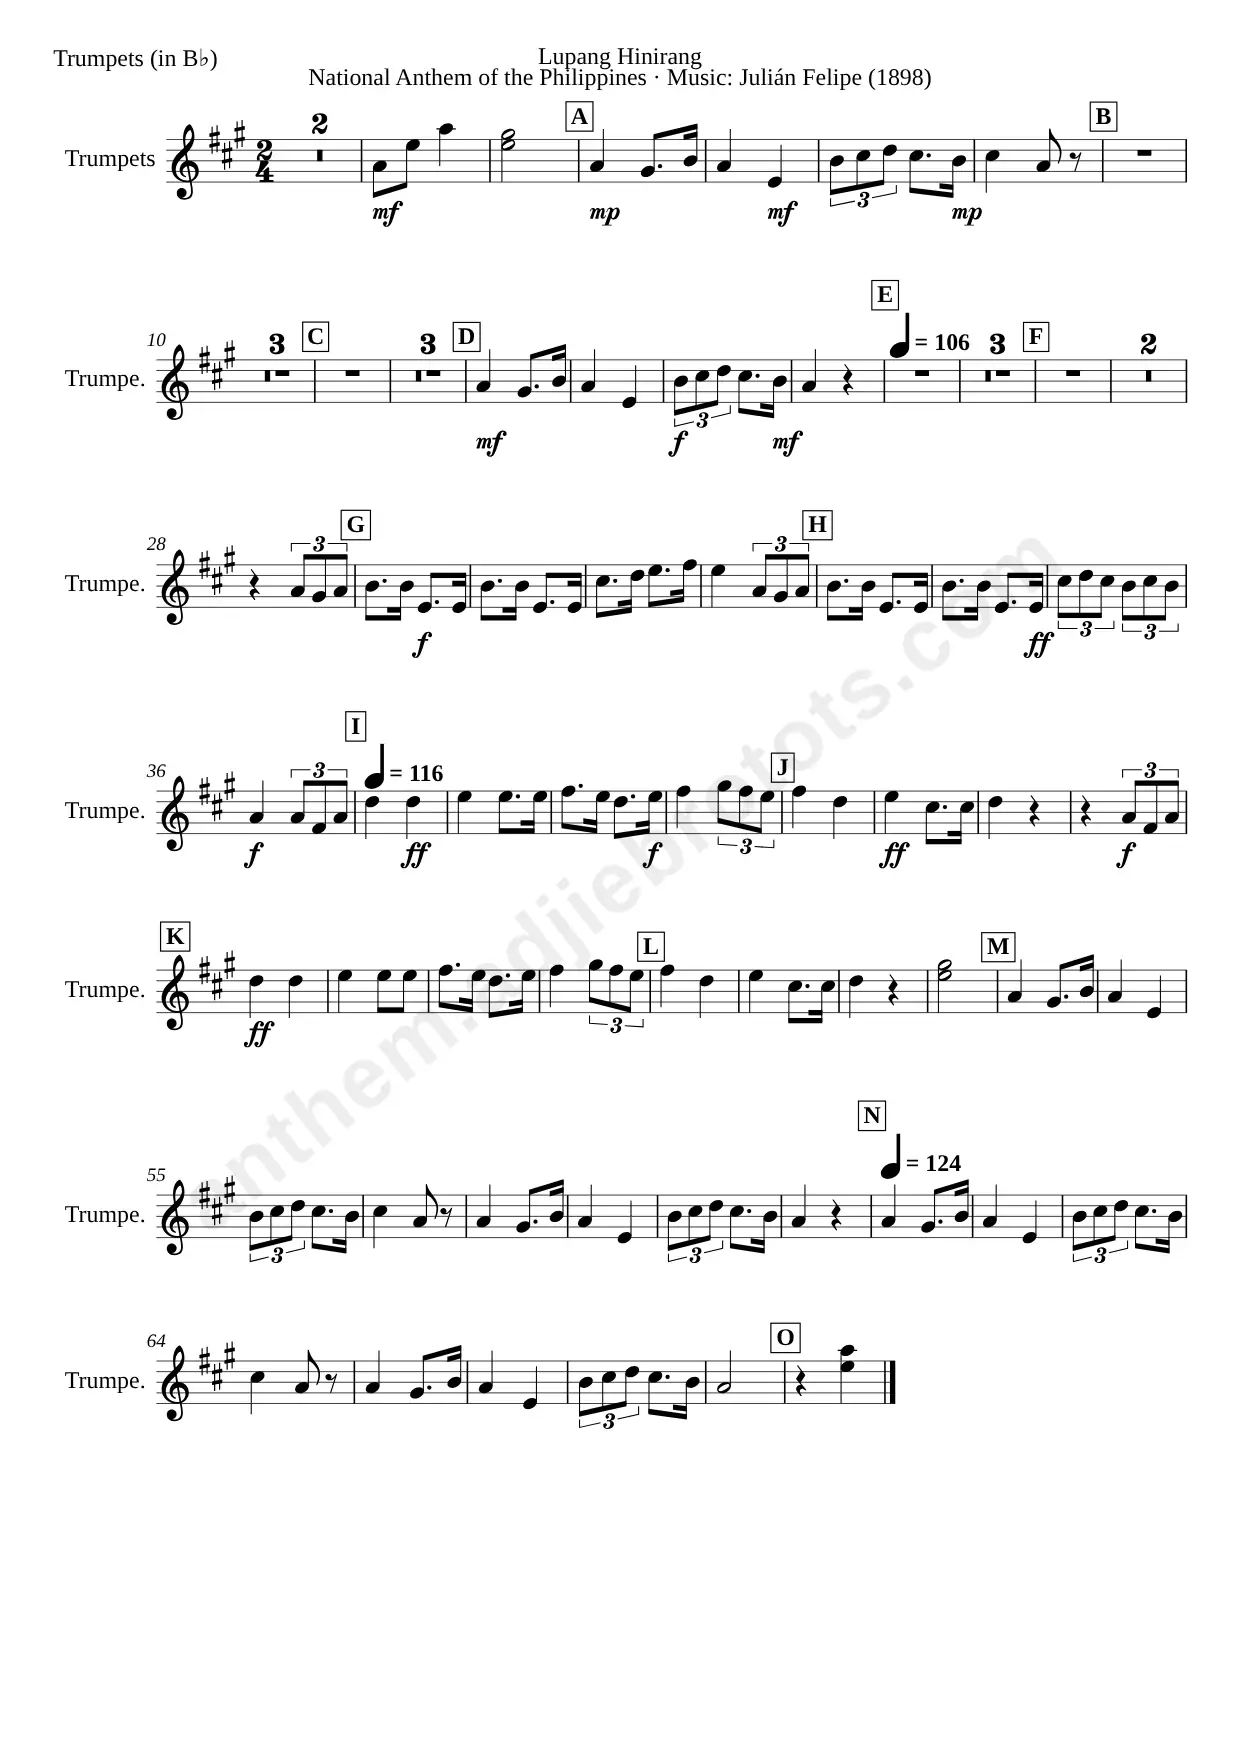 Trumpets (in B♭)
Lupang Hinirang
National Anthem of the Philippines · Music: Julián Felipe (1898)
A B
2
Trumpets
3
mf mp mf mp
E
10 C D = 106 F
3 3 3 2
Trumpe.
3
mf f mf
G H
28 3 3
Trumpe.
3 3
f ff
I
36 3 = 116 J 3
Trumpe.
3
f ff f ff f
K L M
Trumpe.
3
ff
N
55 = 124
Trumpe.
3 3 3
O
64
Trumpe.
3
anthem.adjiebrotots.com